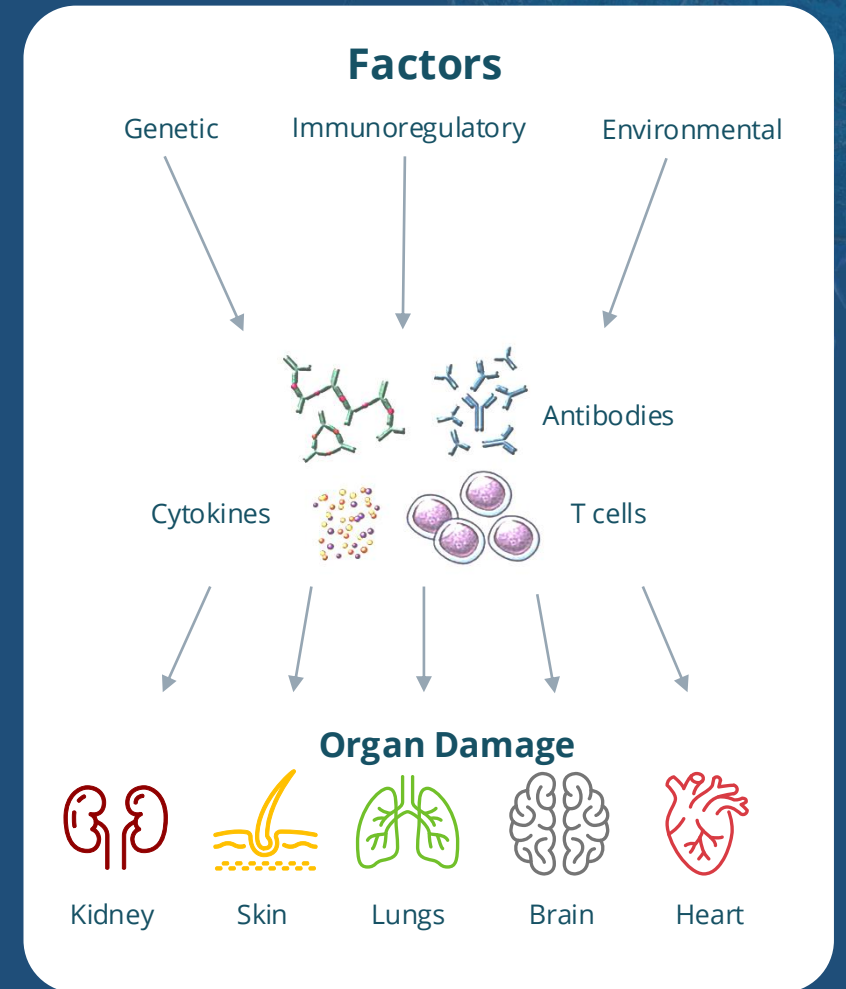 Factors
Genetic Immunoregulatory Environmental
Antibodies
Cytokines T cells
Organ Damage
Kidney Skin Lungs Brain Heart